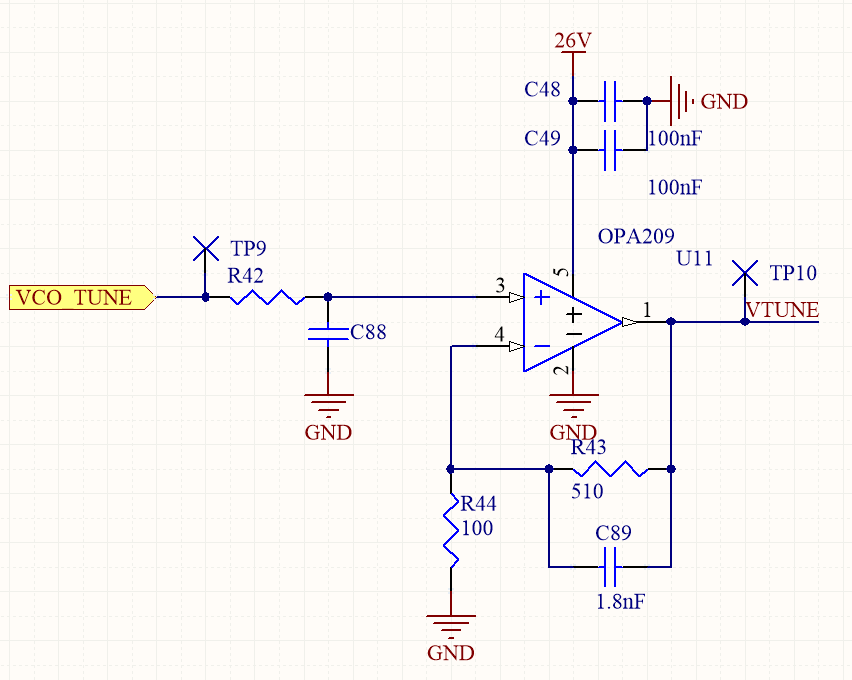 26V
C48
GND
C49
100nF
100nF
OPA209
U11
TP9
TP10
R42
5
VCO_TUNE
3
+
1
VTUNE
+
C88
4
−
−
2
GND
GND
R43
510
R44
100
C89
1.8nF
GND